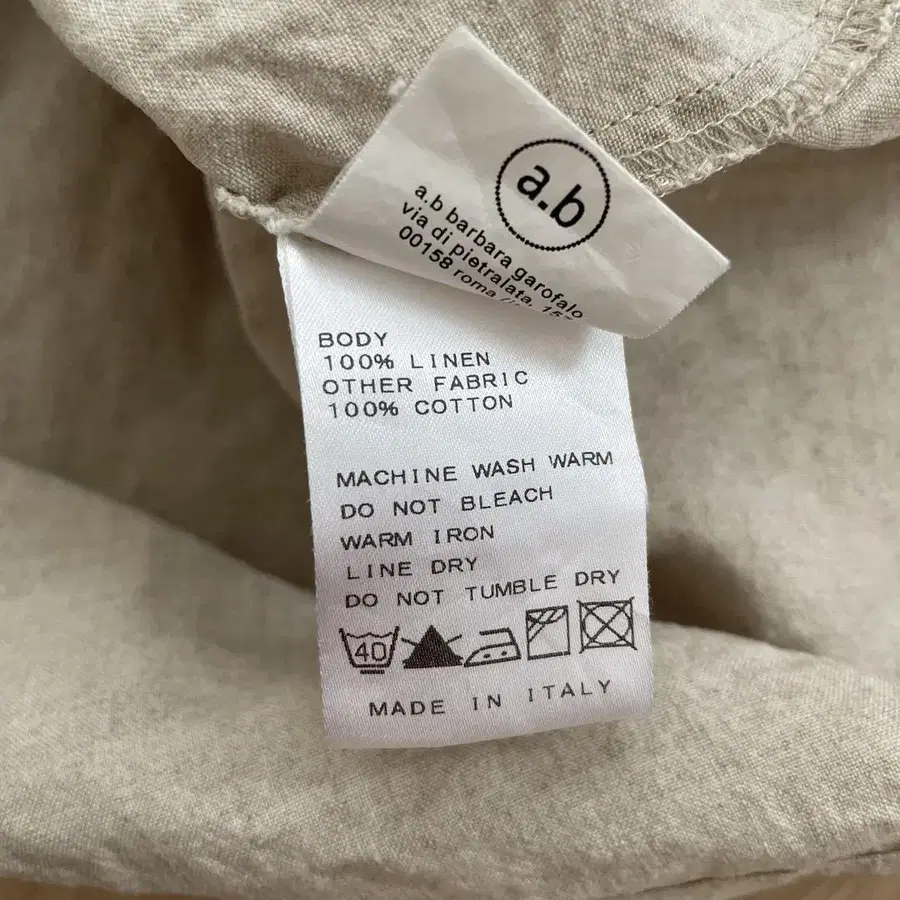 a.b
a.b barbara garofalo
via di pietralata, 157
00158 roma
BODY
100% LINEN
OTHER FABRIC
100% COTTON
MACHINE WASH WARM
DO NOT BLEACH
WARM IRON
LINE DRY
DO NOT TUMBLE DRY
40
MADE IN ITALY